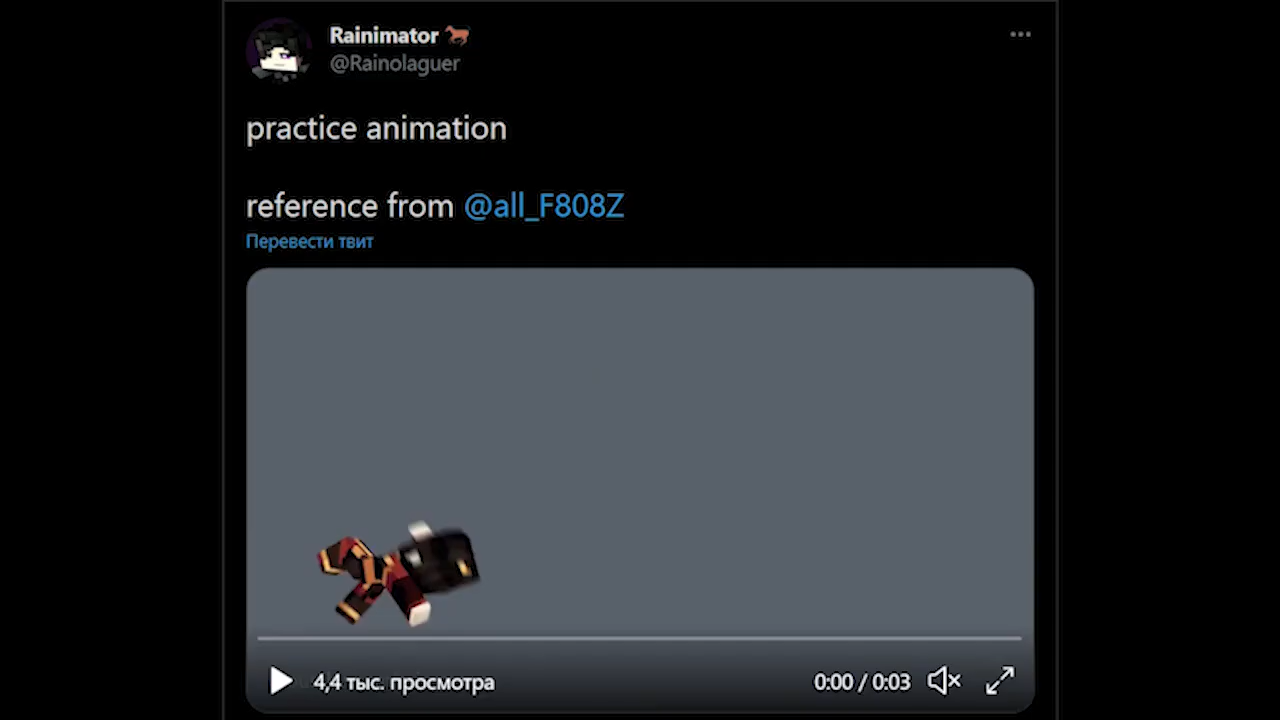 Rainimator 🐎
@Rainolaguer
practice animation
reference from @all_F808Z
Перевести твит
4,4 тыс. просмотра
0:00 / 0:03